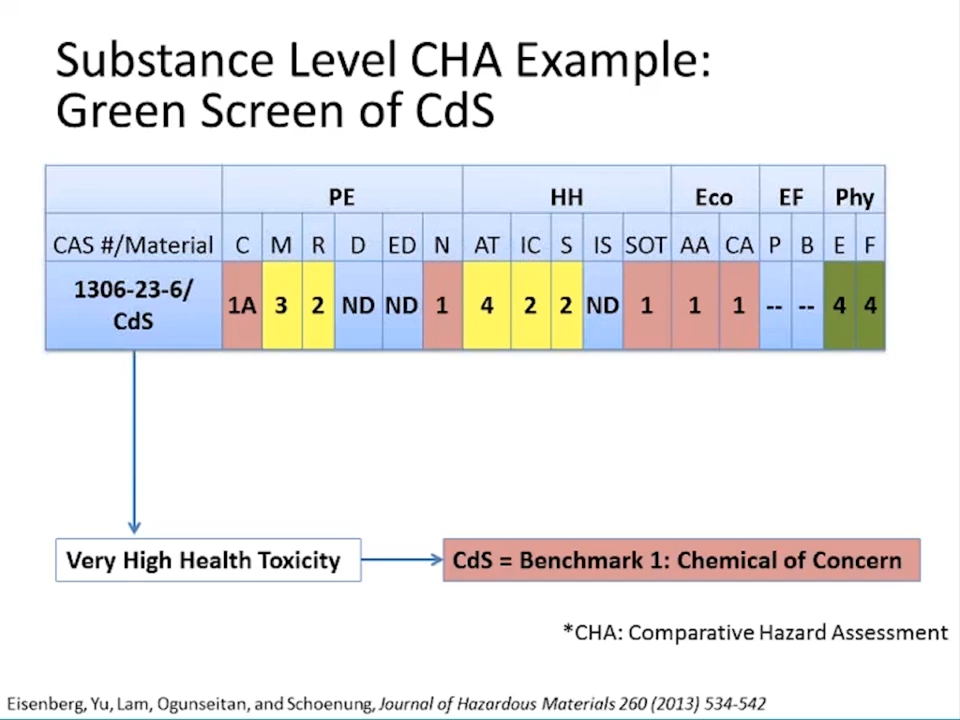 Substance Level CHA Example:
Green Screen of CdS
PE HH Eco EF Phy
CAS #/Material C M R D ED N AT IC S IS SOT AA CA P B E F
1306-23-6/
CdS
1A 3 2 ND ND 1 4 2 2 ND 1 1 1 -- -- 4 4
Very High Health Toxicity
CdS = Benchmark 1: Chemical of Concern
*CHA: Comparative Hazard Assessment
Eisenberg, Yu, Lam, Ogunseitan, and Schoenung, Journal of Hazardous Materials 260 (2013) 534-542